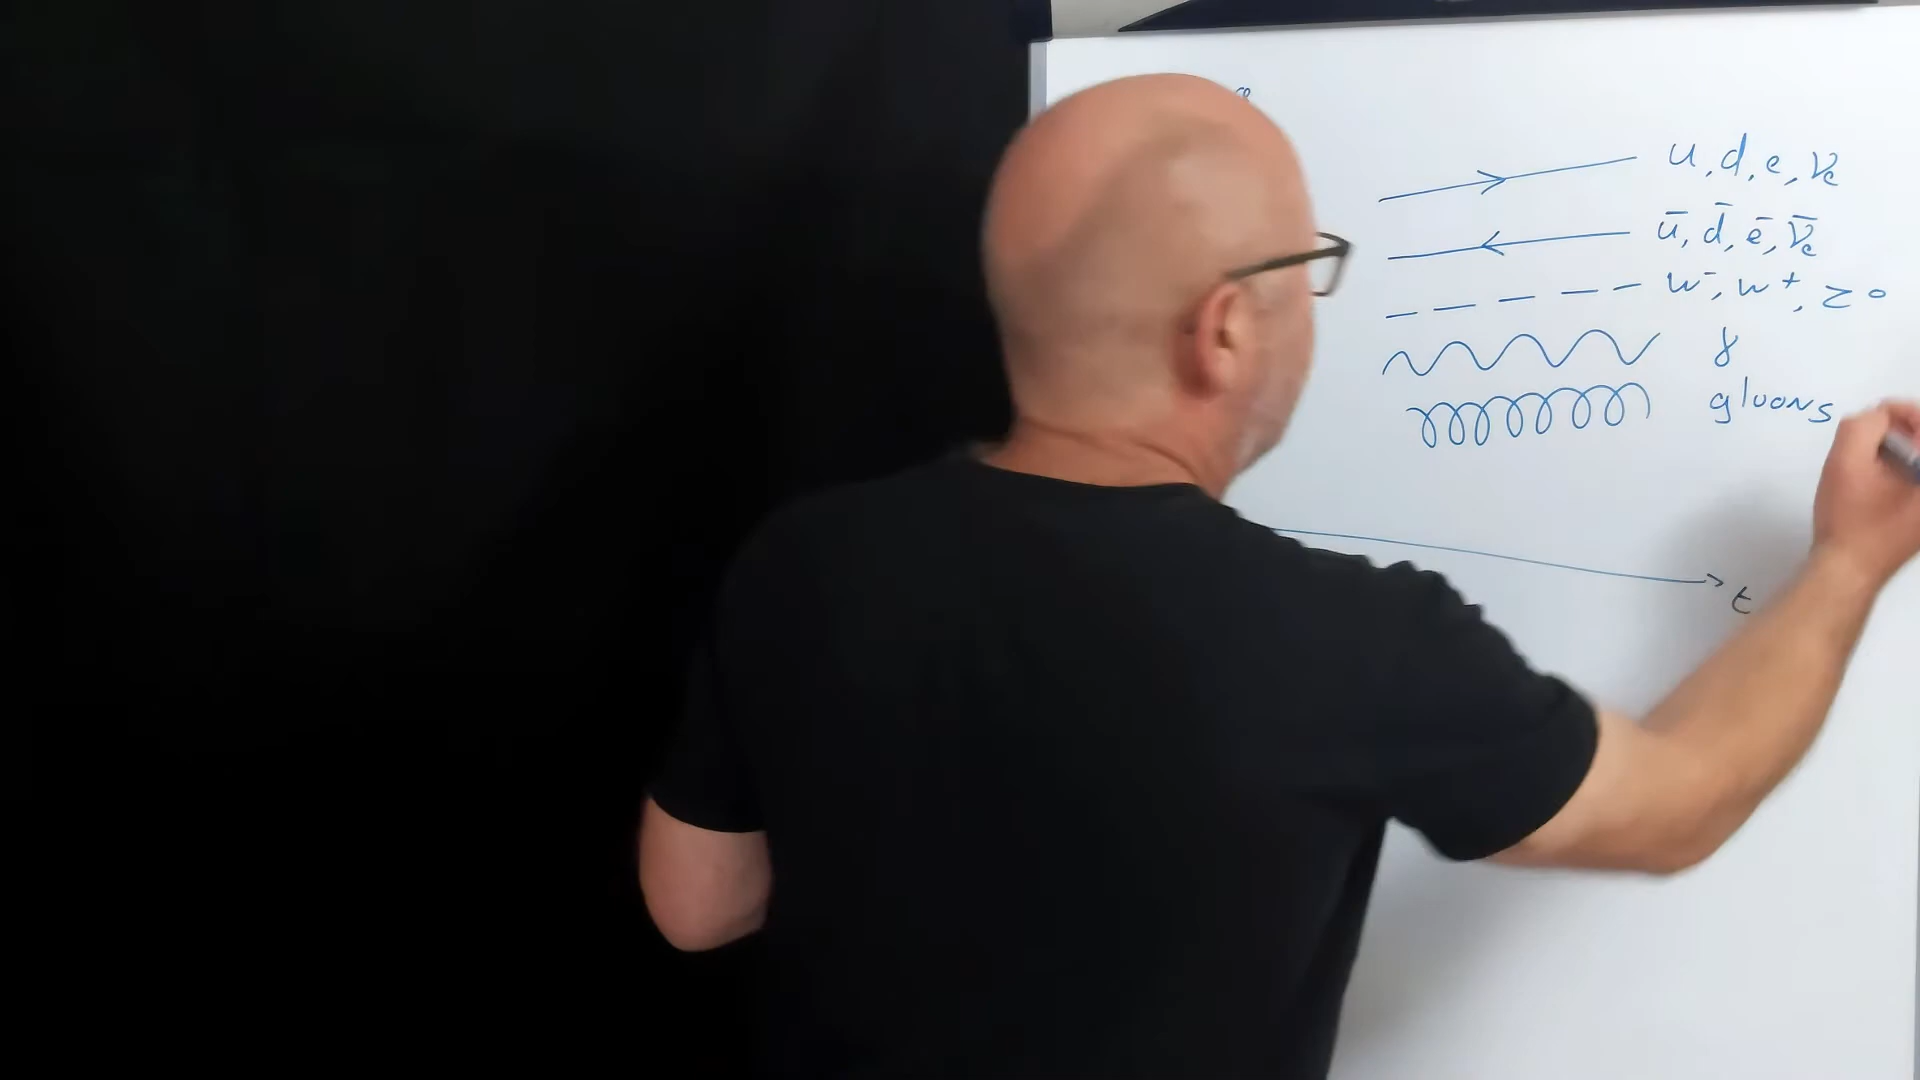 u, d, e, νe
ū, d̄, ē, ν̄e
w⁻, w⁺, z⁰
γ
gluons
t